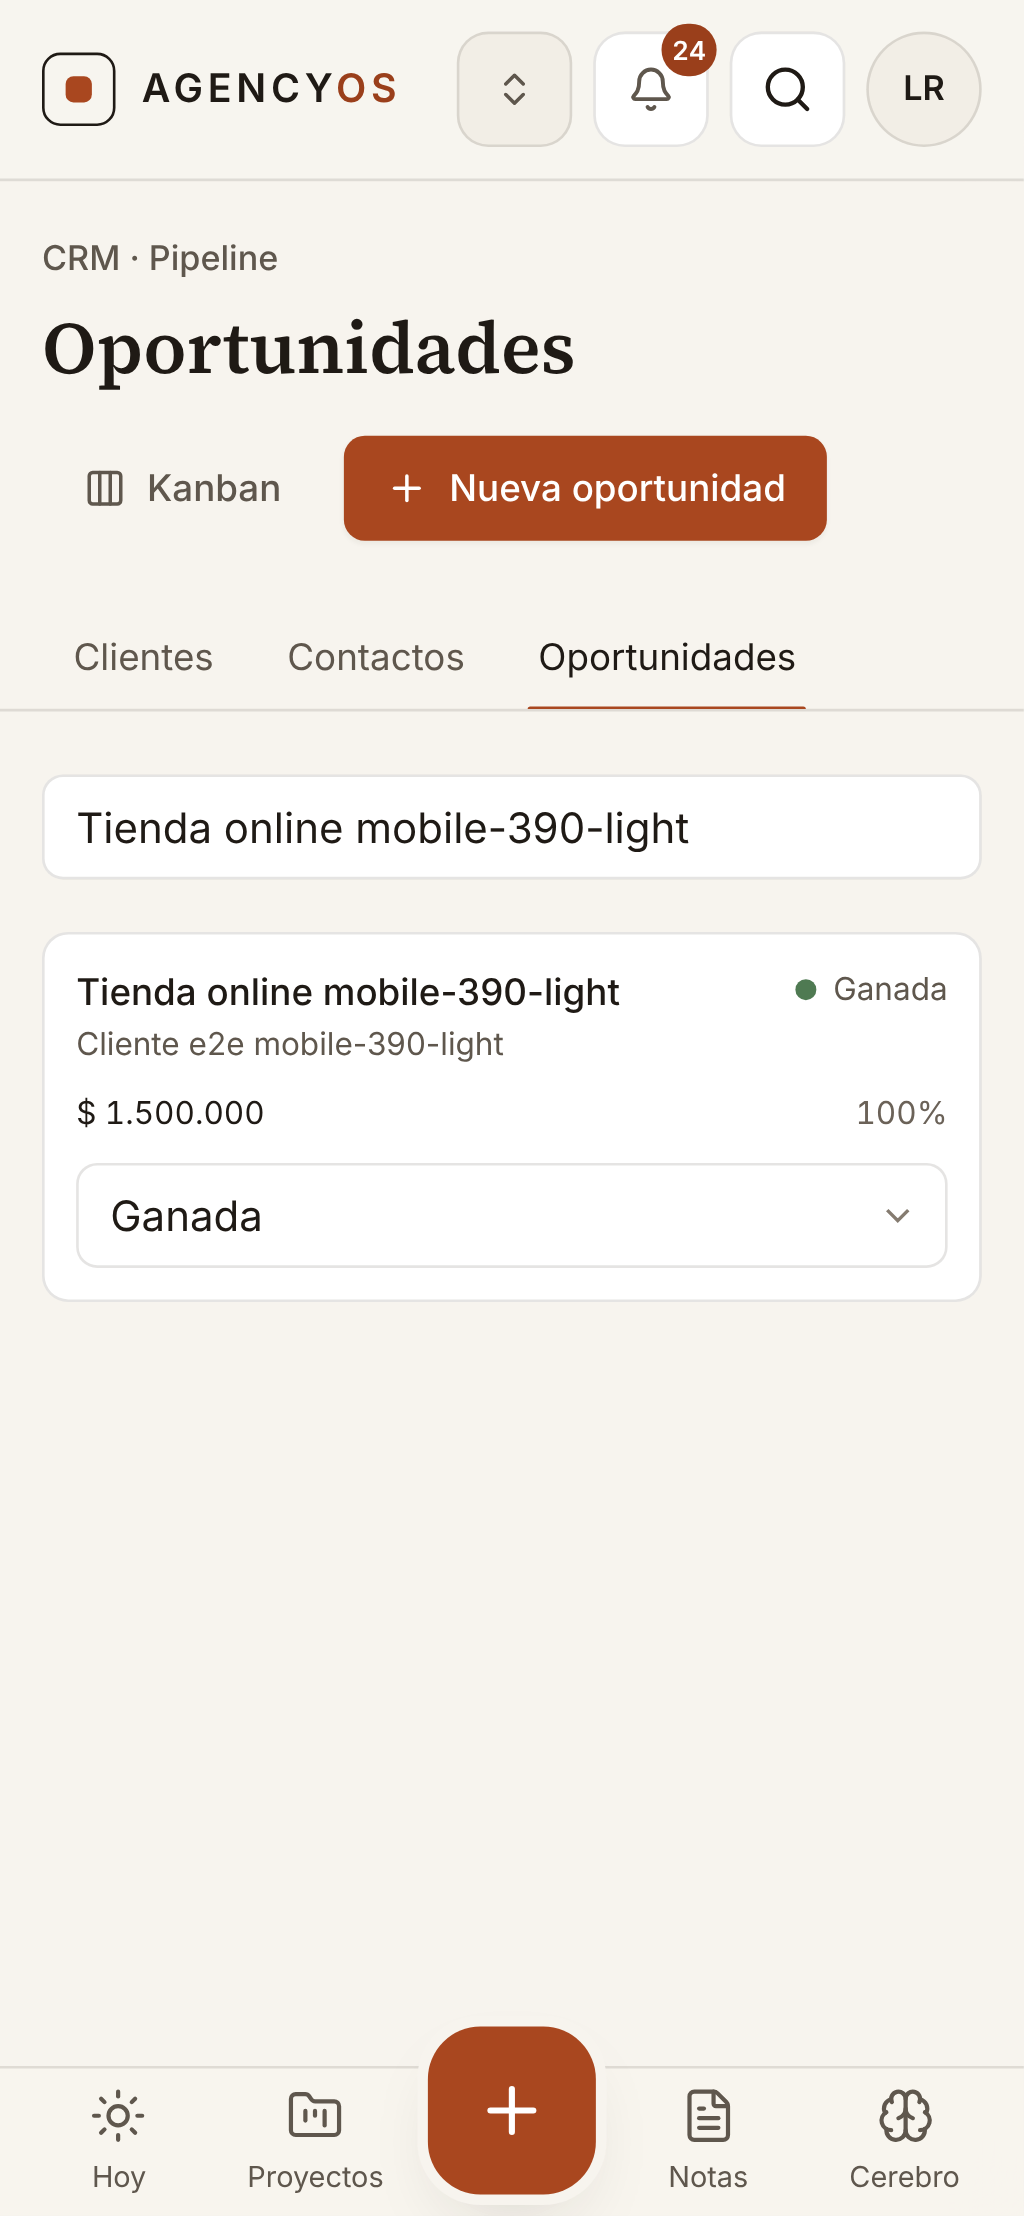 AGENCYOS
24
LR
CRM · Pipeline
Oportunidades
Kanban
Nueva oportunidad
Clientes
Contactos
Oportunidades
Tienda online mobile-390-light
Tienda online mobile-390-light
Ganada
Cliente e2e mobile-390-light
$ 1.500.000
100%
Ganada
Hoy
Proyectos
Notas
Cerebro